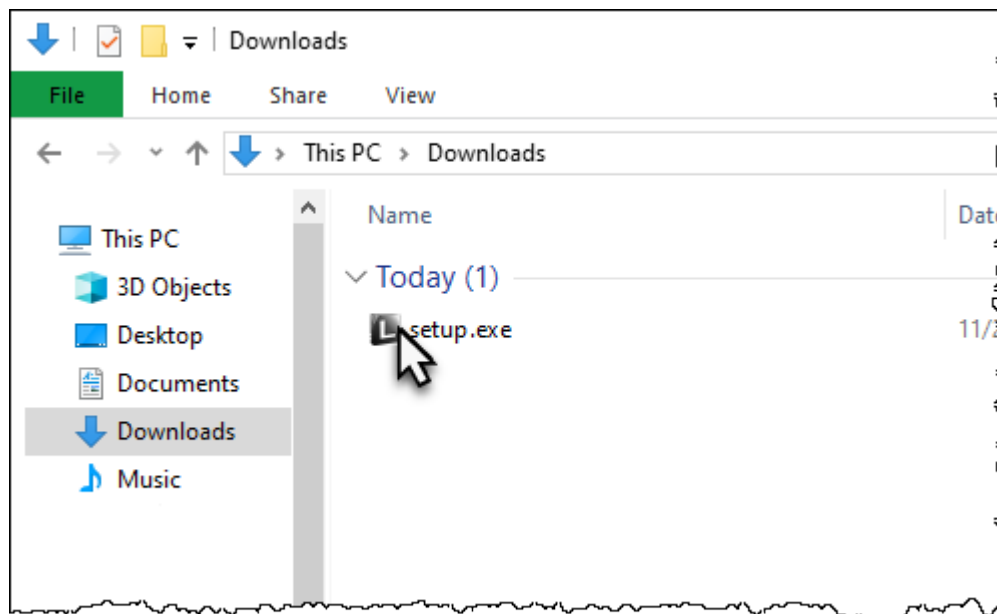 Downloads
File Home Share View
This PC > Downloads
Name
This PC
3D Objects
Desktop
Documents
Downloads
Music
Today (1)
L setup.exe
11/